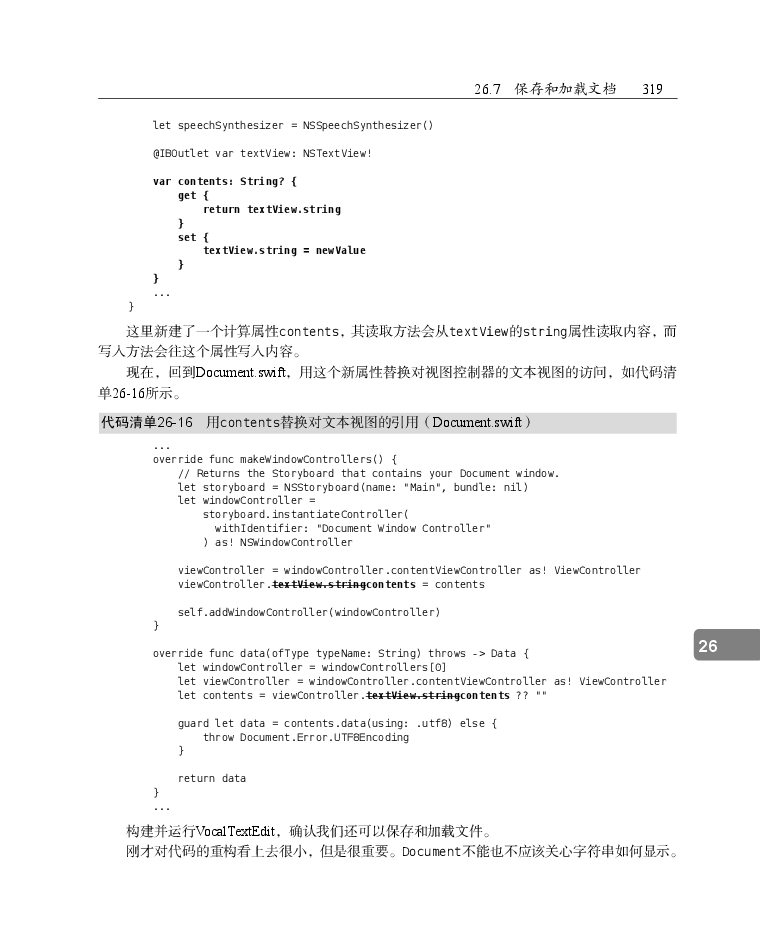 26.7 保存和加载文档 319
let speechSynthesizer = NSSpeechSynthesizer()
@IBOutlet var textView: NSTextView!
var contents: String? {
get {
return textView.string
}
set {
textView.string = newValue
}
}
...
}
这里新建了一个计算属性contents，其读取方法会从textView的string属性读取内容，而
写入方法会往这个属性写入内容。
现在，回到Document.swift，用这个新属性替换对视图控制器的文本视图的访问，如代码清
单26-16所示。
代码清单26-16 用contents替换对文本视图的引用（Document.swift）
...
override func makeWindowControllers() {
// Returns the Storyboard that contains your Document window.
let storyboard = NSStoryboard(name: "Main", bundle: nil)
let windowController =
storyboard.instantiateController(
withIdentifier: "Document Window Controller"
) as! NSWindowController
viewController = windowController.contentViewController as! ViewController
viewController.textView.stringcontents = contents
self.addWindowController(windowController)
}
26
override func data(ofType typeName: String) throws -> Data {
let windowController = windowControllers[0]
let viewController = windowController.contentViewController as! ViewController
let contents = viewController.textView.stringcontents ?? ""
guard let data = contents.data(using: .utf8) else {
throw Document.Error.UTF8Encoding
}
return data
}
...
构建并运行VocalTextEdit，确认我们还可以保存和加载文件。
刚才对代码的重构看上去很小，但是很重要。Document不能也不应该关心字符串如何显示。